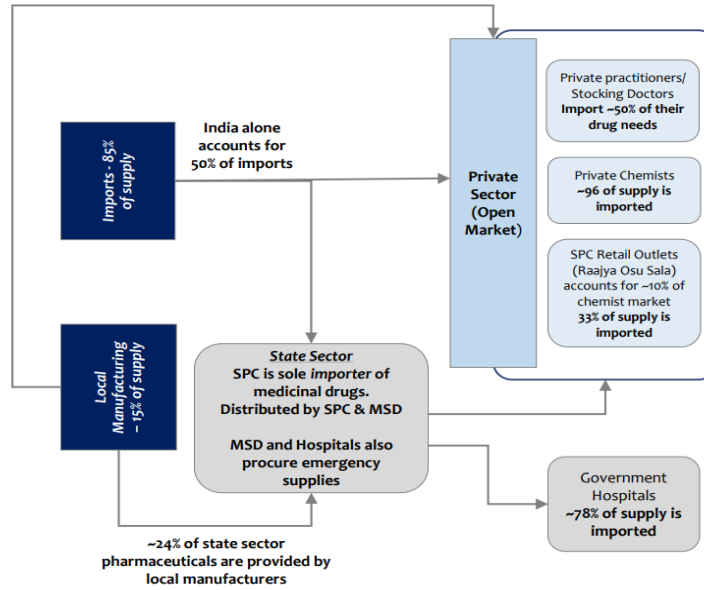 Imports - 85%
of supply
India alone
accounts for
50% of imports
Private
Sector
(Open
Market)
Private practitioners/
Stocking Doctors
Import ~50% of their
drug needs
Private Chemists
~96 of supply is
imported
SPC Retail Outlets
(Raajya Osu Sala)
accounts for ~10% of
chemist market
33% of supply is
imported
Local
Manufacturing
– 15% of supply
State Sector
SPC is sole importer of
medicinal drugs.
Distributed by SPC & MSD
MSD and Hospitals also
procure emergency
supplies
Government
Hospitals
~78% of supply is
imported
~24% of state sector
pharmaceuticals are provided by
local manufacturers